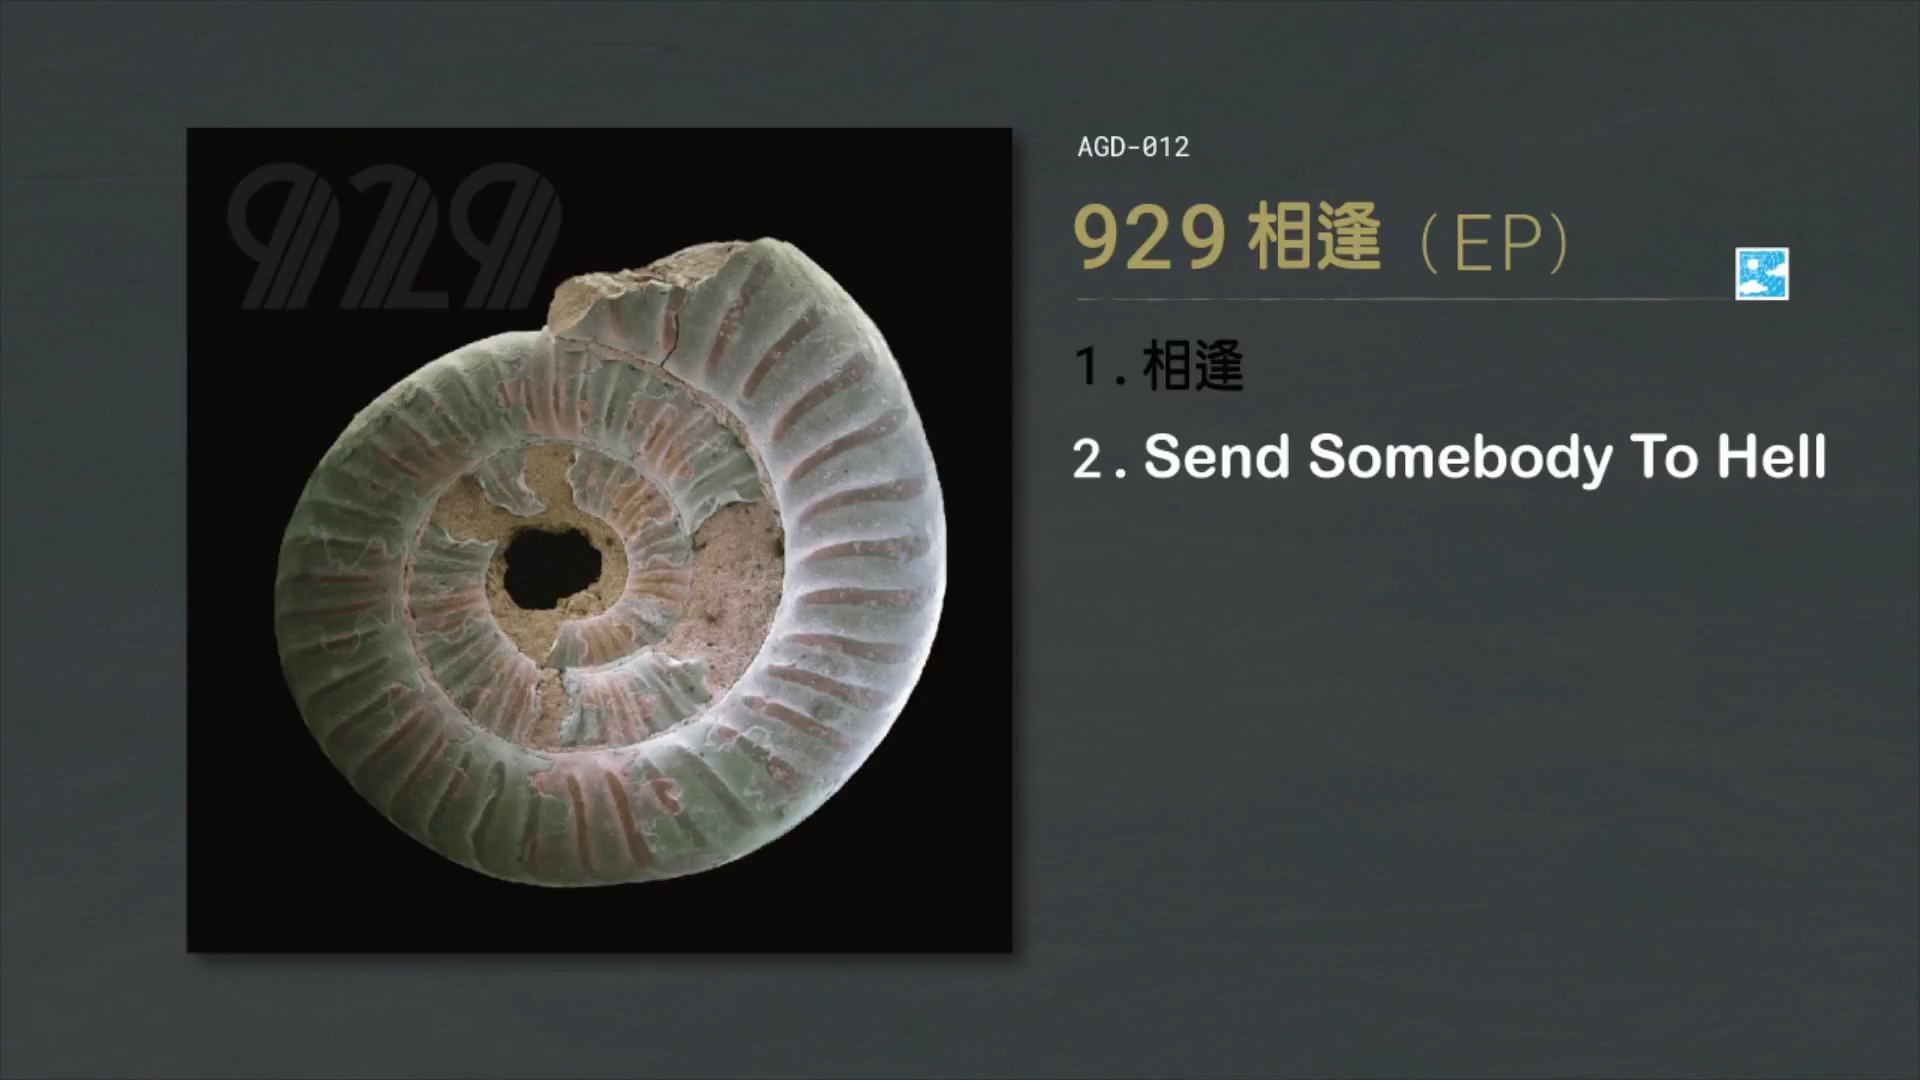 929
AGD-012
929 相逢 (EP)
1. 相逢
2. Send Somebody To Hell